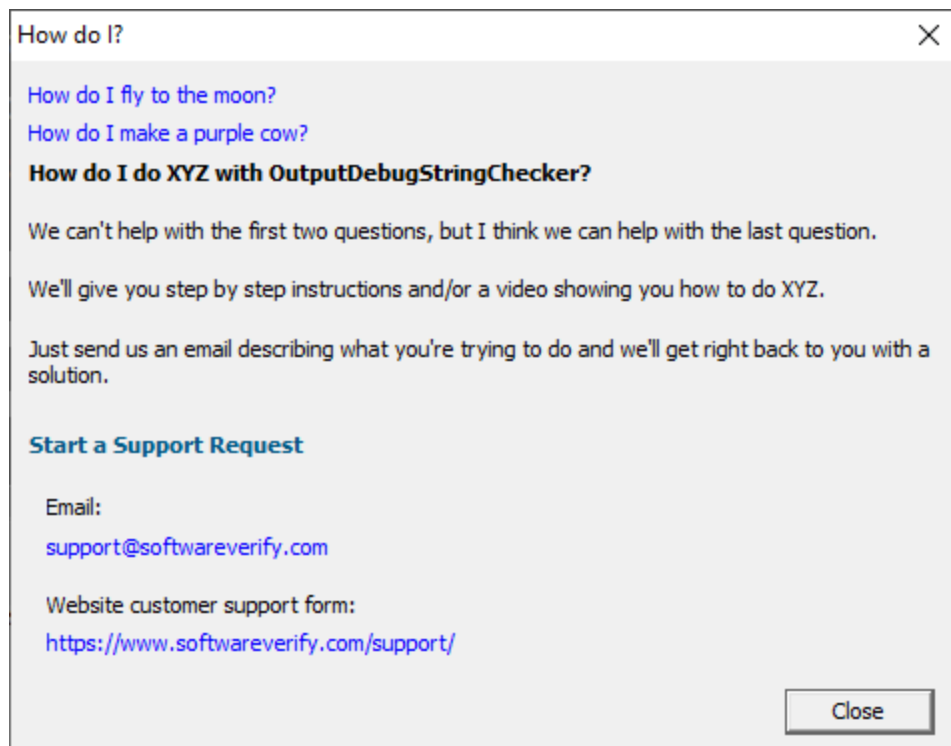 How do I?
How do I fly to the moon?
How do I make a purple cow?
How do I do XYZ with OutputDebugStringChecker?
We can't help with the first two questions, but I think we can help with the last question.
We'll give you step by step instructions and/or a video showing you how to do XYZ.
Just send us an email describing what you're trying to do and we'll get right back to you with a
solution.
Start a Support Request
Email:
support@softwareverify.com
Website customer support form:
https://www.softwareverify.com/support/
Close